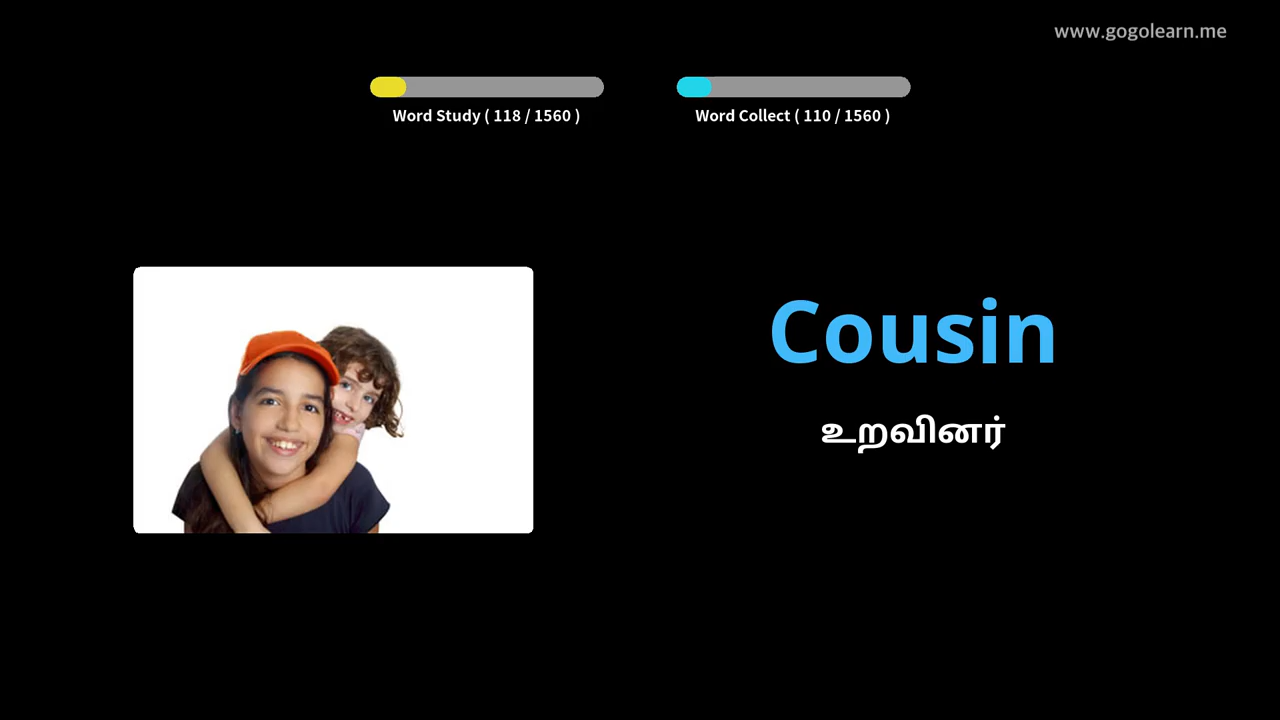 www.gogolearn.me
Word Study ( 118 / 1560 )
Word Collect ( 110 / 1560 )
Cousin
உறவினர்